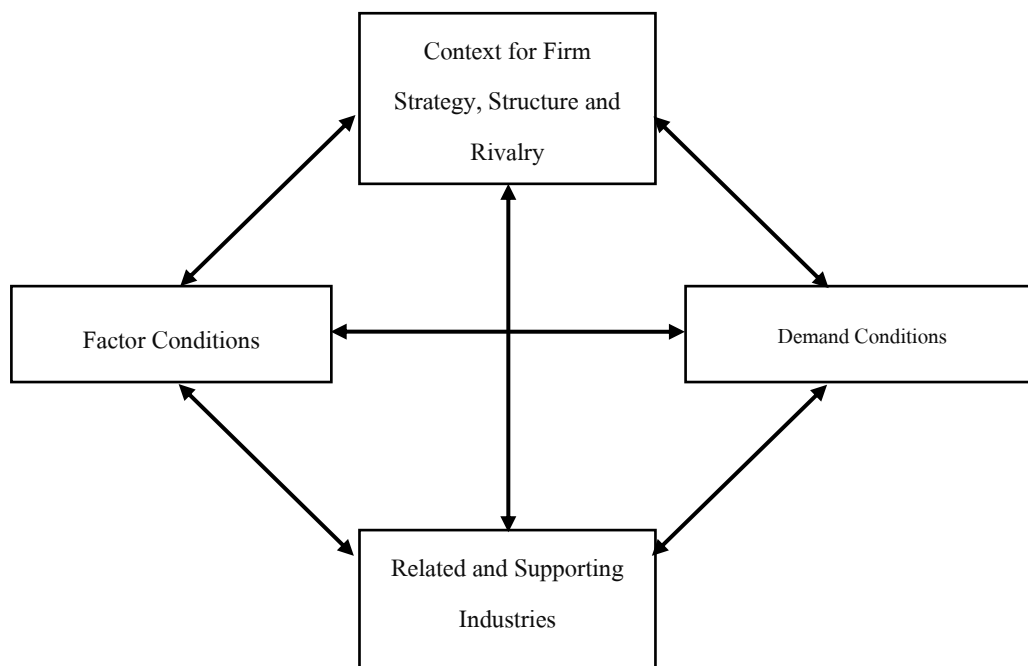 Context for Firm
Strategy, Structure and
Rivalry
Factor Conditions
Demand Conditions
Related and Supporting
Industries